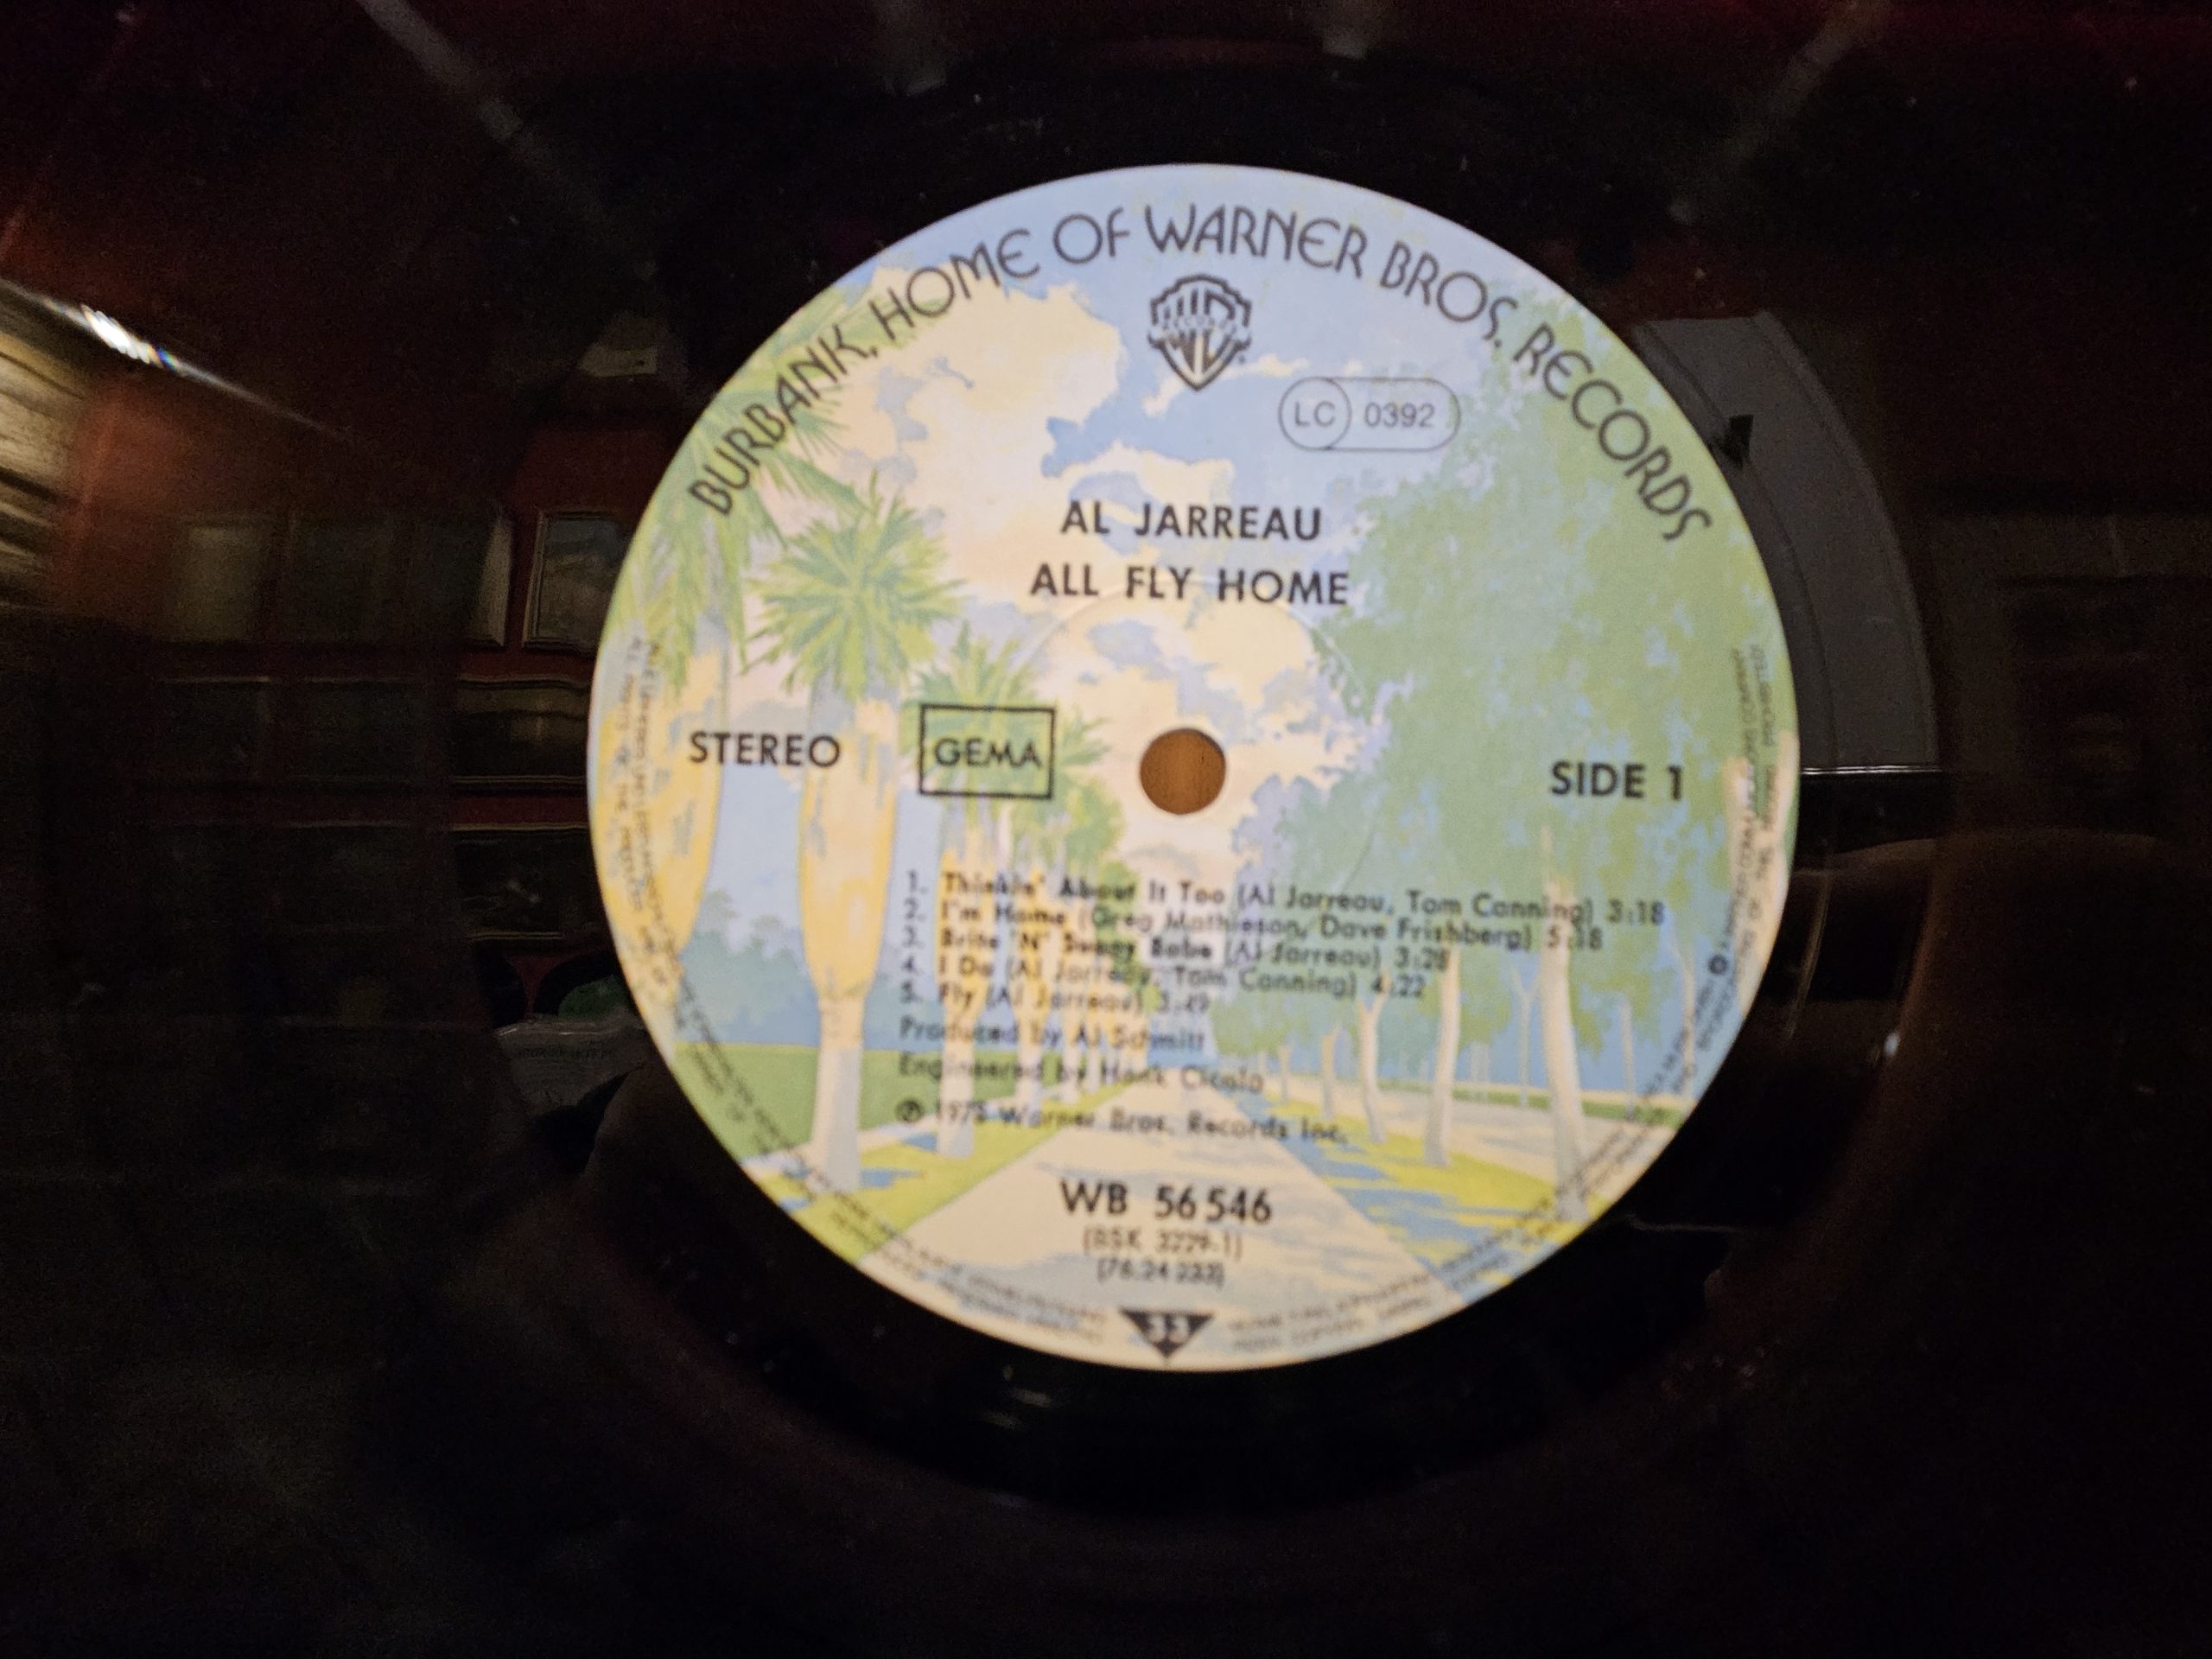 BURBANK, HOME OF WARNER BROS. RECORDS
LC 0392
AL JARREAU
ALL FLY HOME
STEREO
GEMA
SIDE 1
1. Thinkin' About It Too (Al Jarreau, Tom Canning) 3:18
2. I'm Home (Greg Mathieson, Dave Frishberg) 5:18
3. Brite 'N' Sunny Babe (Al Jarreau) 3:28
4. I Do (Al Jarreau, Tom Canning) 4:22
5. Fly (Al Jarreau) 3:49
Produced by Al Schmitt
Engineered by Hank Cicalo
Ⓟ 1978 Warner Bros. Records Inc.
WB 56 546
(BSK 3229-1)
33